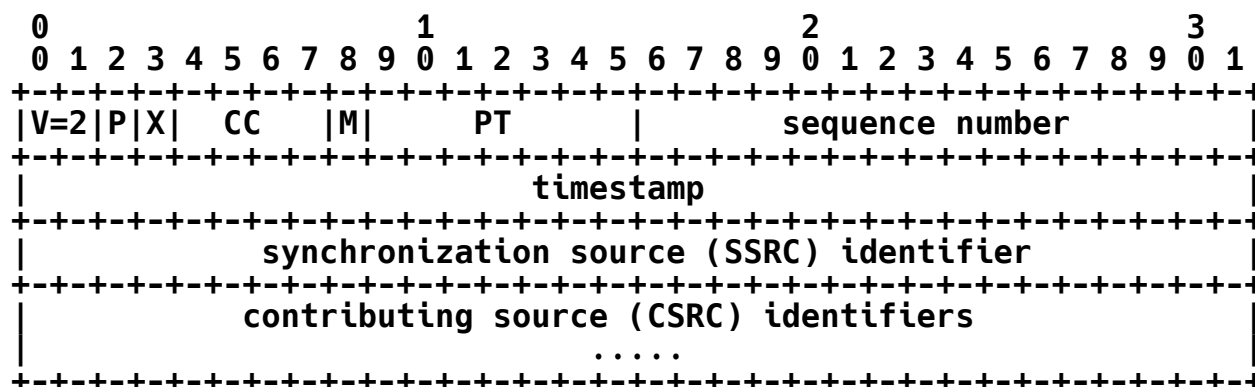 0                   1                   2                   3
0 1 2 3 4 5 6 7 8 9 0 1 2 3 4 5 6 7 8 9 0 1 2 3 4 5 6 7 8 9 0 1
+-+-+-+-+-+-+-+-+-+-+-+-+-+-+-+-+-+-+-+-+-+-+-+-+-+-+-+-+-+-+-+-+
|V=2|P|X|  CC   |M|     PT      |       sequence number         |
+-+-+-+-+-+-+-+-+-+-+-+-+-+-+-+-+-+-+-+-+-+-+-+-+-+-+-+-+-+-+-+-+
|                          timestamp                            |
+-+-+-+-+-+-+-+-+-+-+-+-+-+-+-+-+-+-+-+-+-+-+-+-+-+-+-+-+-+-+-+-+
|            synchronization source (SSRC) identifier           |
+-+-+-+-+-+-+-+-+-+-+-+-+-+-+-+-+-+-+-+-+-+-+-+-+-+-+-+-+-+-+-+-+
|           contributing source (CSRC) identifiers              |
|                             .....                             |
+-+-+-+-+-+-+-+-+-+-+-+-+-+-+-+-+-+-+-+-+-+-+-+-+-+-+-+-+-+-+-+-+